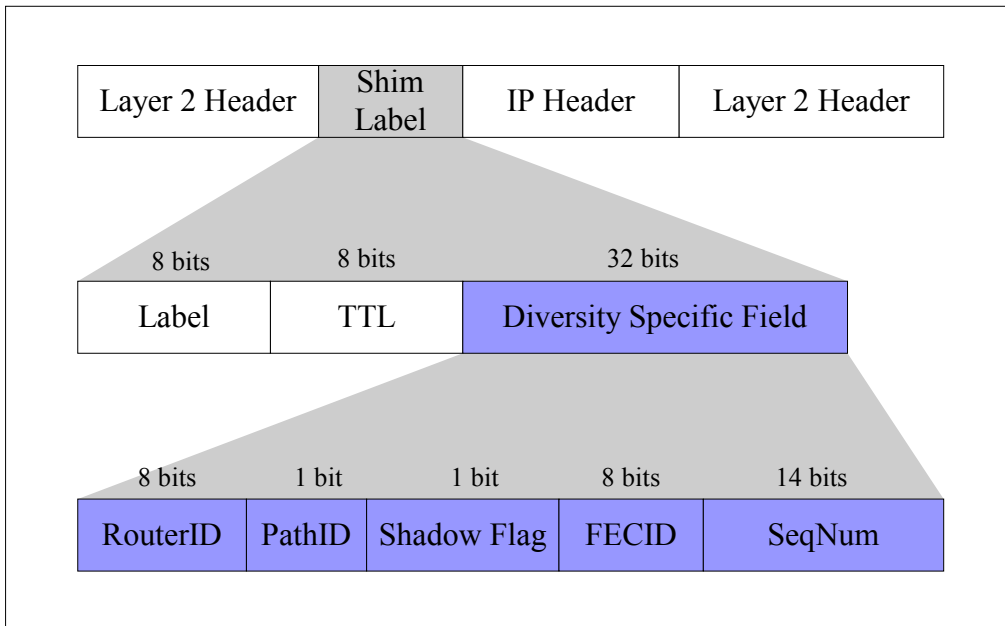 Layer 2 Header
Shim
Label
IP Header
Layer 2 Header
8 bits
8 bits
32 bits
Label
TTL
Diversity Specific Field
8 bits
1 bit
1 bit
8 bits
14 bits
RouterID
PathID
Shadow Flag
FECID
SeqNum